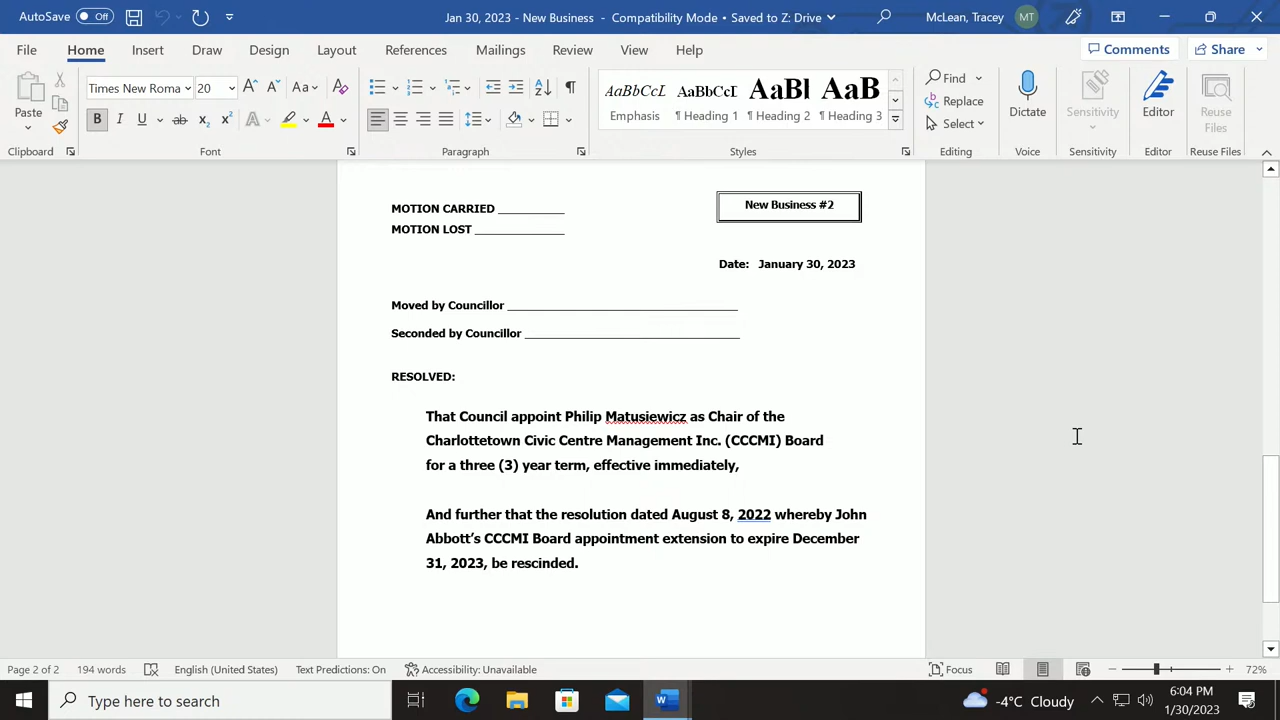 AutoSave Off
Jan 30, 2023 - New Business - Compatibility Mode • Saved to Z: Drive
McLean, Tracey MT
File Home Insert Draw Design Layout References Mailings Review View Help
Comments Share
Paste
Times New Roma 20
AaBbCcL AaBbCcI AaBl AaB
Emphasis ¶ Heading 1 ¶ Heading 2 ¶ Heading 3
Find
Replace
Select
Dictate
Sensitivity
Editor
Reuse
Files
Clipboard Font Paragraph Styles Editing Voice Sensitivity Editor Reuse Files
MOTION CARRIED __________
MOTION LOST _____________
New Business #2
Date: January 30, 2023
Moved by Councillor ___________________________________
Seconded by Councillor ________________________________
RESOLVED:
That Council appoint Philip Matusiewicz as Chair of the
Charlottetown Civic Centre Management Inc. (CCCMI) Board
for a three (3) year term, effective immediately,
And further that the resolution dated August 8, 2022 whereby John
Abbott’s CCCMI Board appointment extension to expire December
31, 2023, be rescinded.
Page 2 of 2 194 words English (United States) Text Predictions: On Accessibility: Unavailable Focus 72%
Type here to search
-4°C Cloudy
6:04 PM
1/30/2023